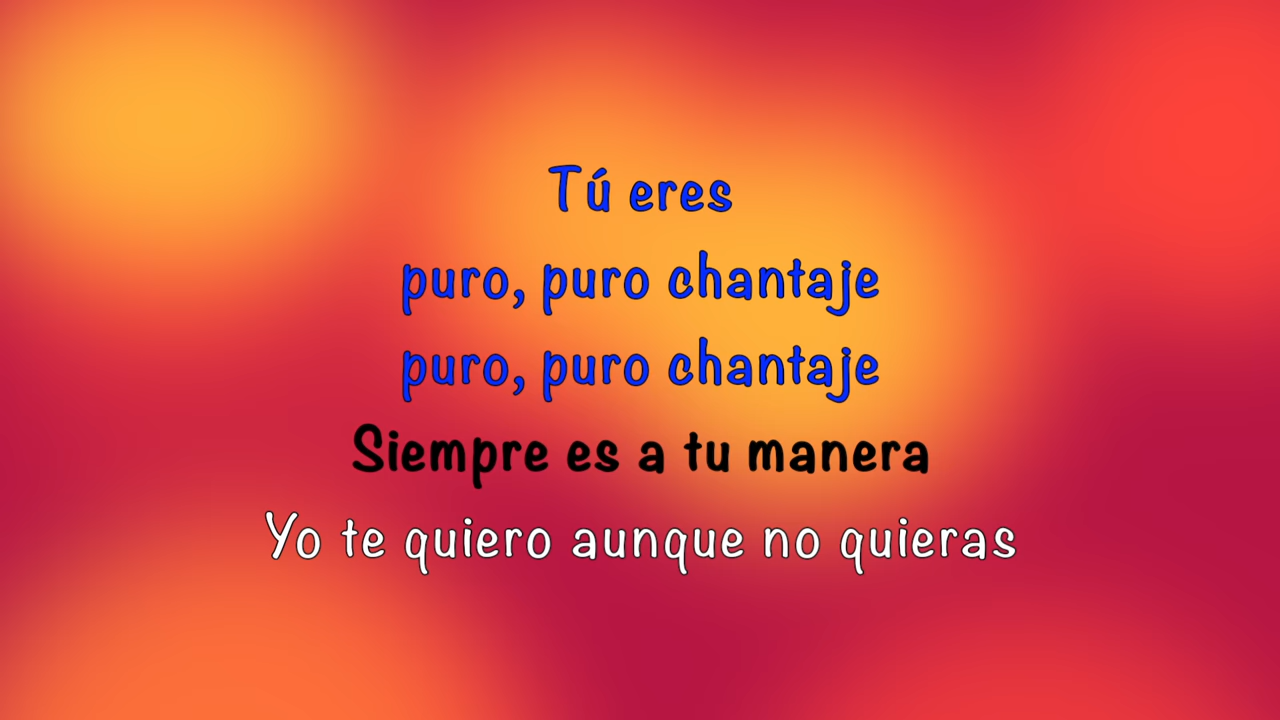 Tú eres
puro, puro chantaje
puro, puro chantaje
Siempre es a tu manera
Yo te quiero aunque no quieras